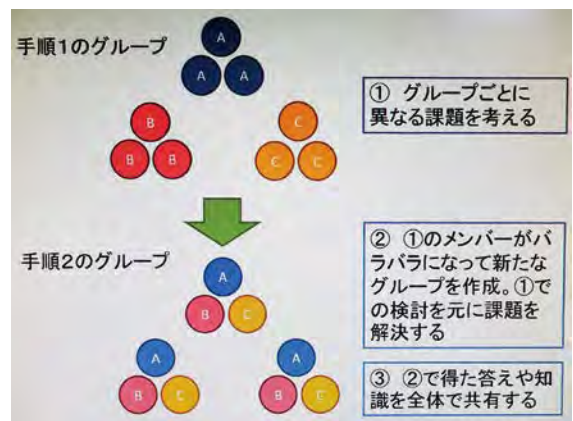 手順1のグループ
A
A A
B
B B
C
C C
① グループごとに
異なる課題を考える
手順2のグループ
A
B C
A
B C
A
B C
② ①のメンバーがバ
ラバラになって新たな
グループを作成。①で
の検討を元に課題を
解決する
③ ②で得た答えや知
識を全体で共有する